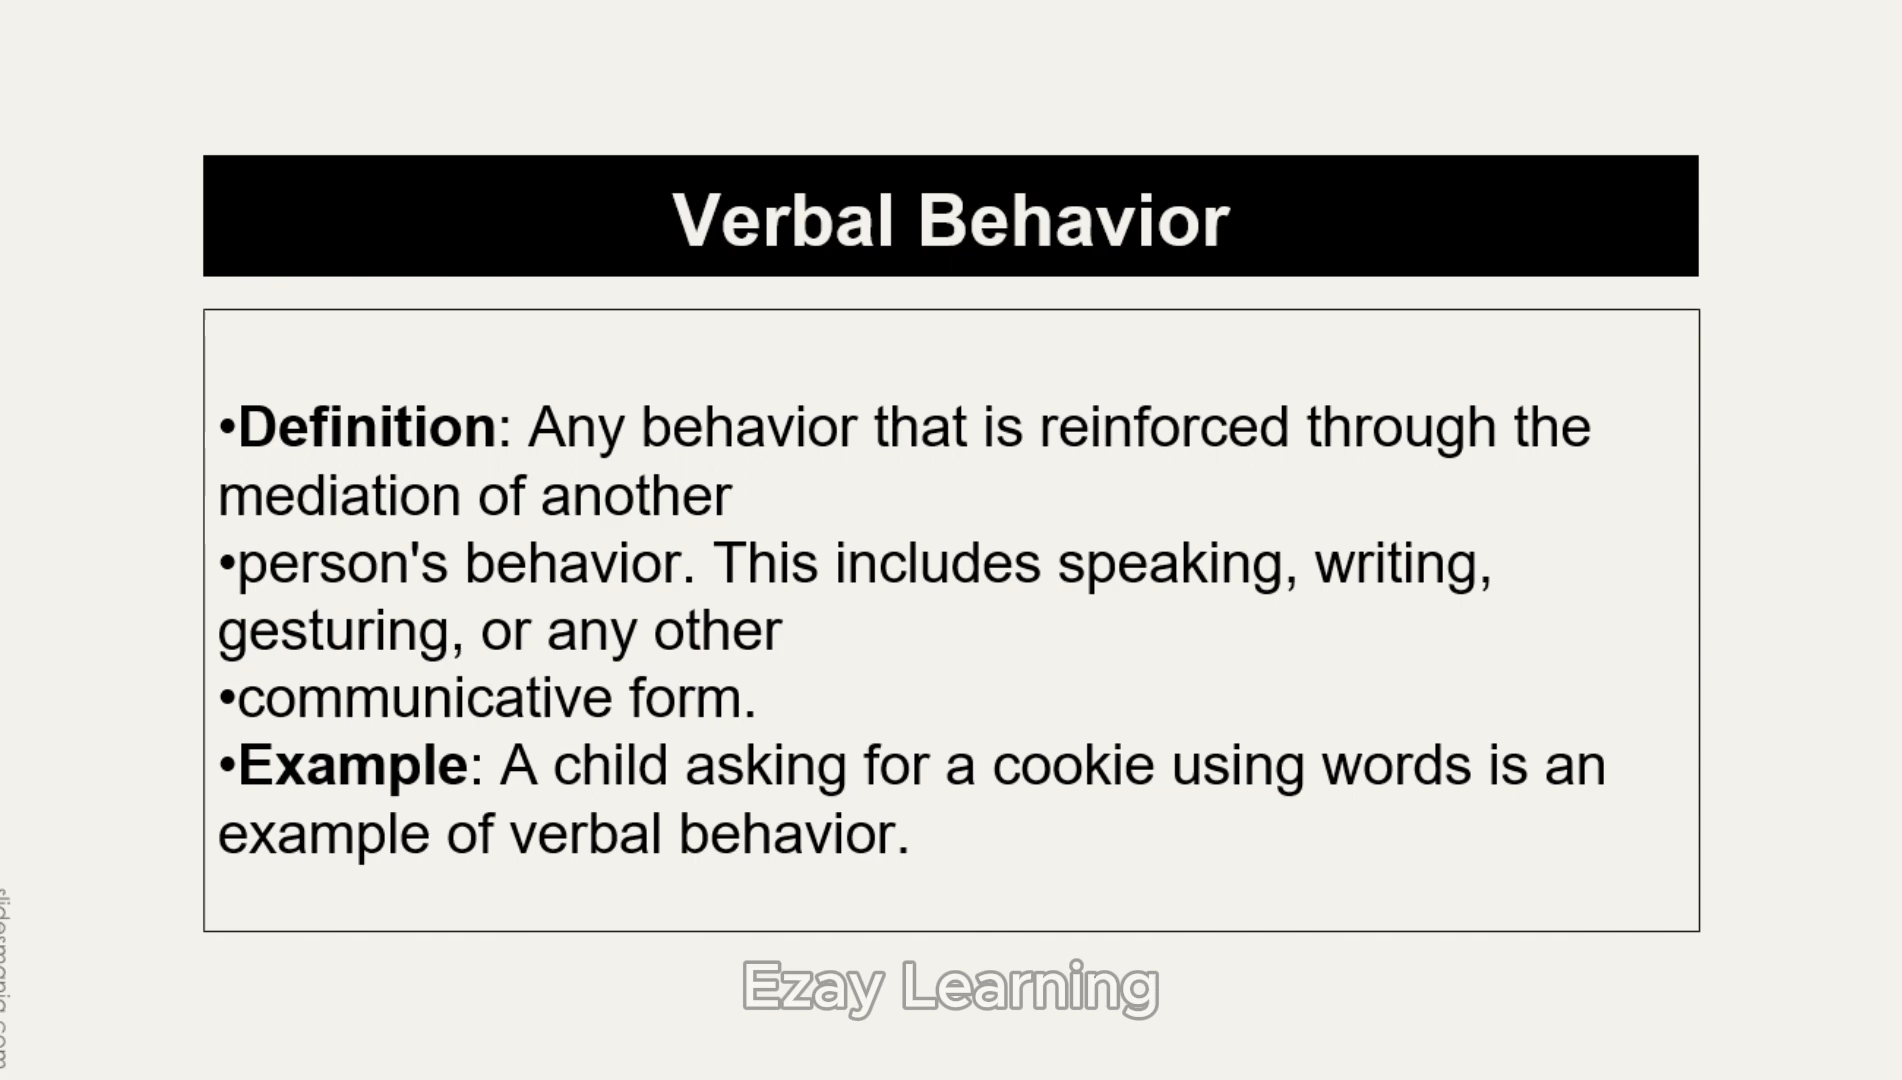 Verbal Behavior
•Definition: Any behavior that is reinforced through the
mediation of another
•person's behavior. This includes speaking, writing,
gesturing, or any other
•communicative form.
•Example: A child asking for a cookie using words is an
example of verbal behavior.
Ezay Learning
slidesmania.com